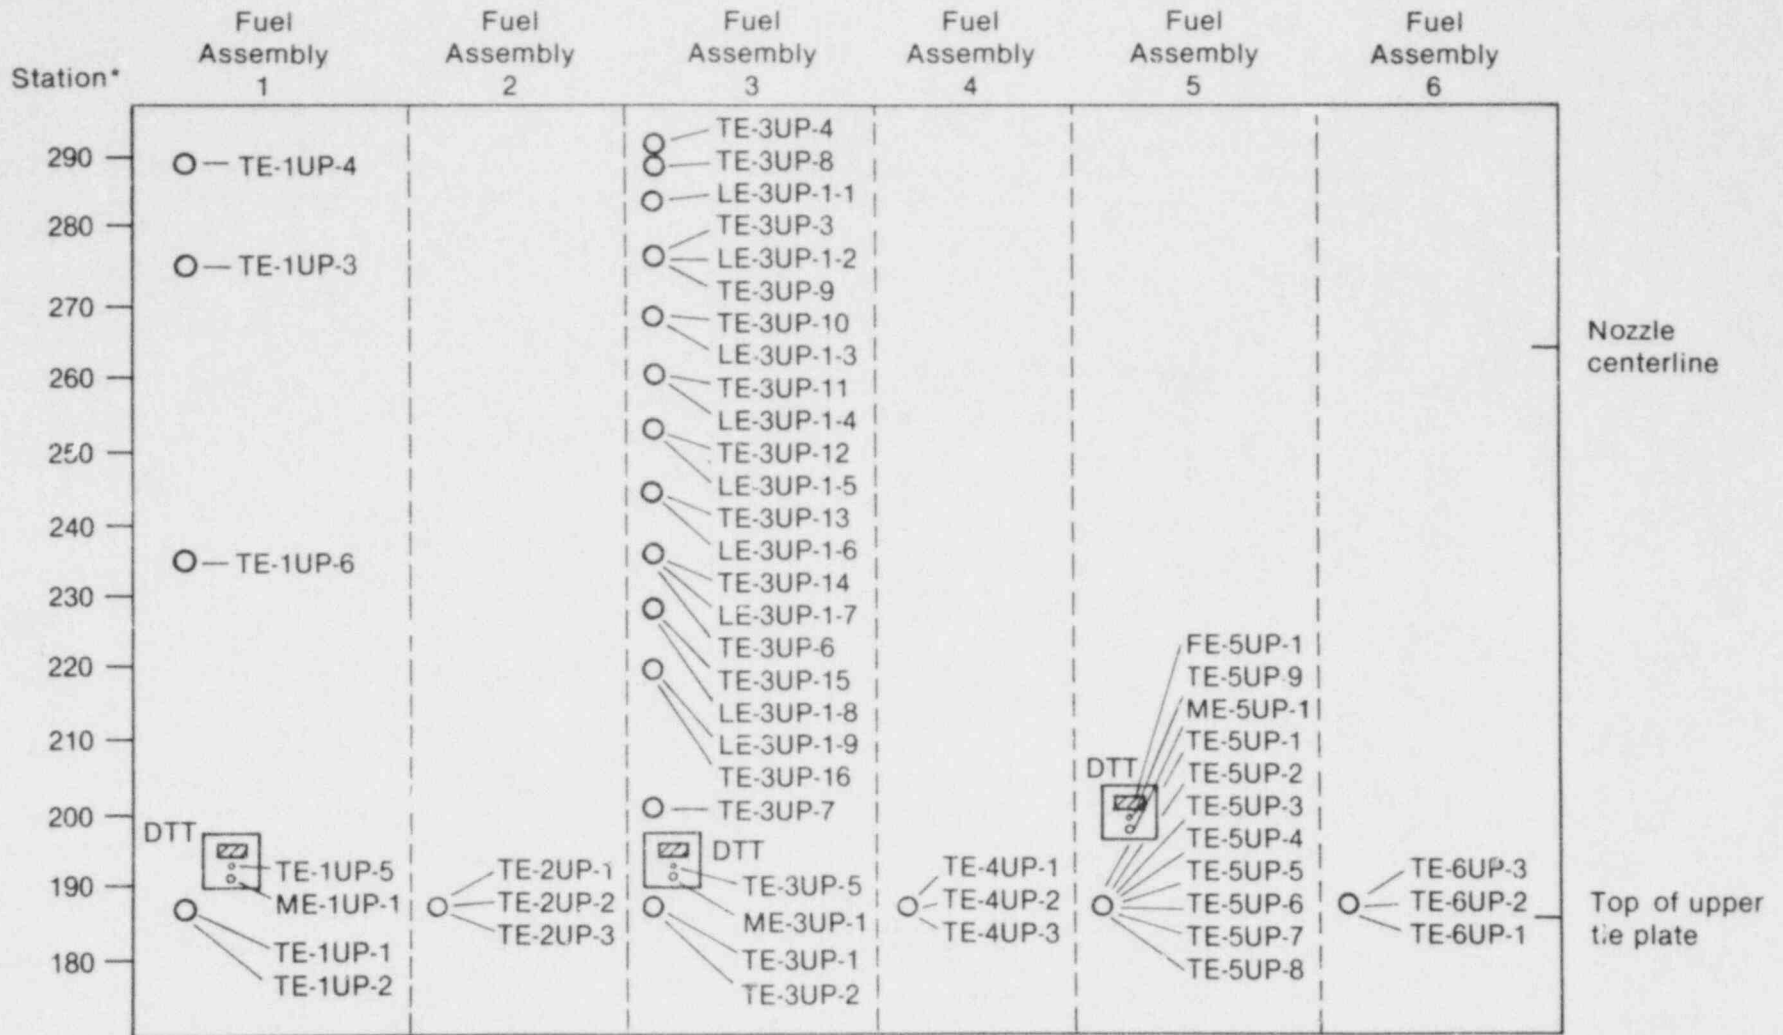 Fuel
Assembly
1
Fuel
Assembly
2
Fuel
Assembly
3
Fuel
Assembly
4
Fuel
Assembly
5
Fuel
Assembly
6
Station*
290
280
270
260
250
240
230
220
210
200
190
180
TE-1UP-4
TE-1UP-3
TE-1UP-6
DTT
TE-1UP-5
ME-1UP-1
TE-1UP-1
TE-1UP-2
TE-2UP-1
TE-2UP-2
TE-2UP-3
TE-3UP-4
TE-3UP-8
LE-3UP-1-1
TE-3UP-3
LE-3UP-1-2
TE-3UP-9
TE-3UP-10
LE-3UP-1-3
TE-3UP-11
LE-3UP-1-4
TE-3UP-12
LE-3UP-1-5
TE-3UP-13
LE-3UP-1-6
TE-3UP-14
LE-3UP-1-7
TE-3UP-6
TE-3UP-15
LE-3UP-1-8
LE-3UP-1-9
TE-3UP-16
TE-3UP-7
DTT
TE-3UP-5
ME-3UP-1
TE-3UP-1
TE-3UP-2
TE-4UP-1
TE-4UP-2
TE-4UP-3
FE-5UP-1
TE-5UP-9
ME-5UP-1
TE-5UP-1
DTT
TE-5UP-2
TE-5UP-3
TE-5UP-4
TE-5UP-5
TE-5UP-6
TE-5UP-7
TE-5UP-8
TE-6UP-3
TE-6UP-2
TE-6UP-1
Nozzle
centerline
Top of upper
tie plate